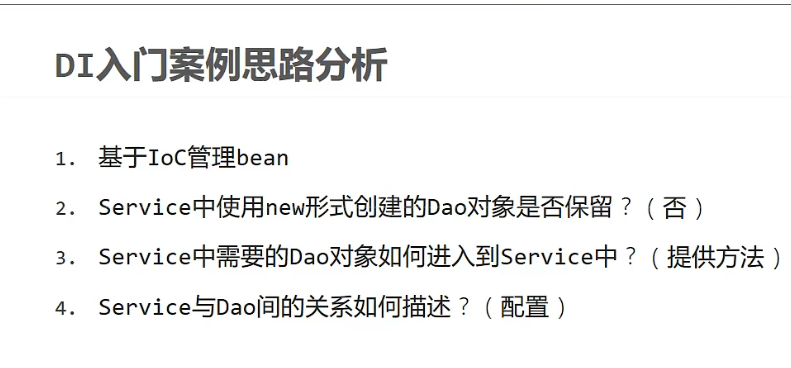 DI入门案例思路分析
1. 基于IoC管理bean
2. Service中使用new形式创建的Dao对象是否保留？（否）
3. Service中需要的Dao对象如何进入到Service中？（提供方法）
4. Service与Dao间的关系如何描述？（配置）